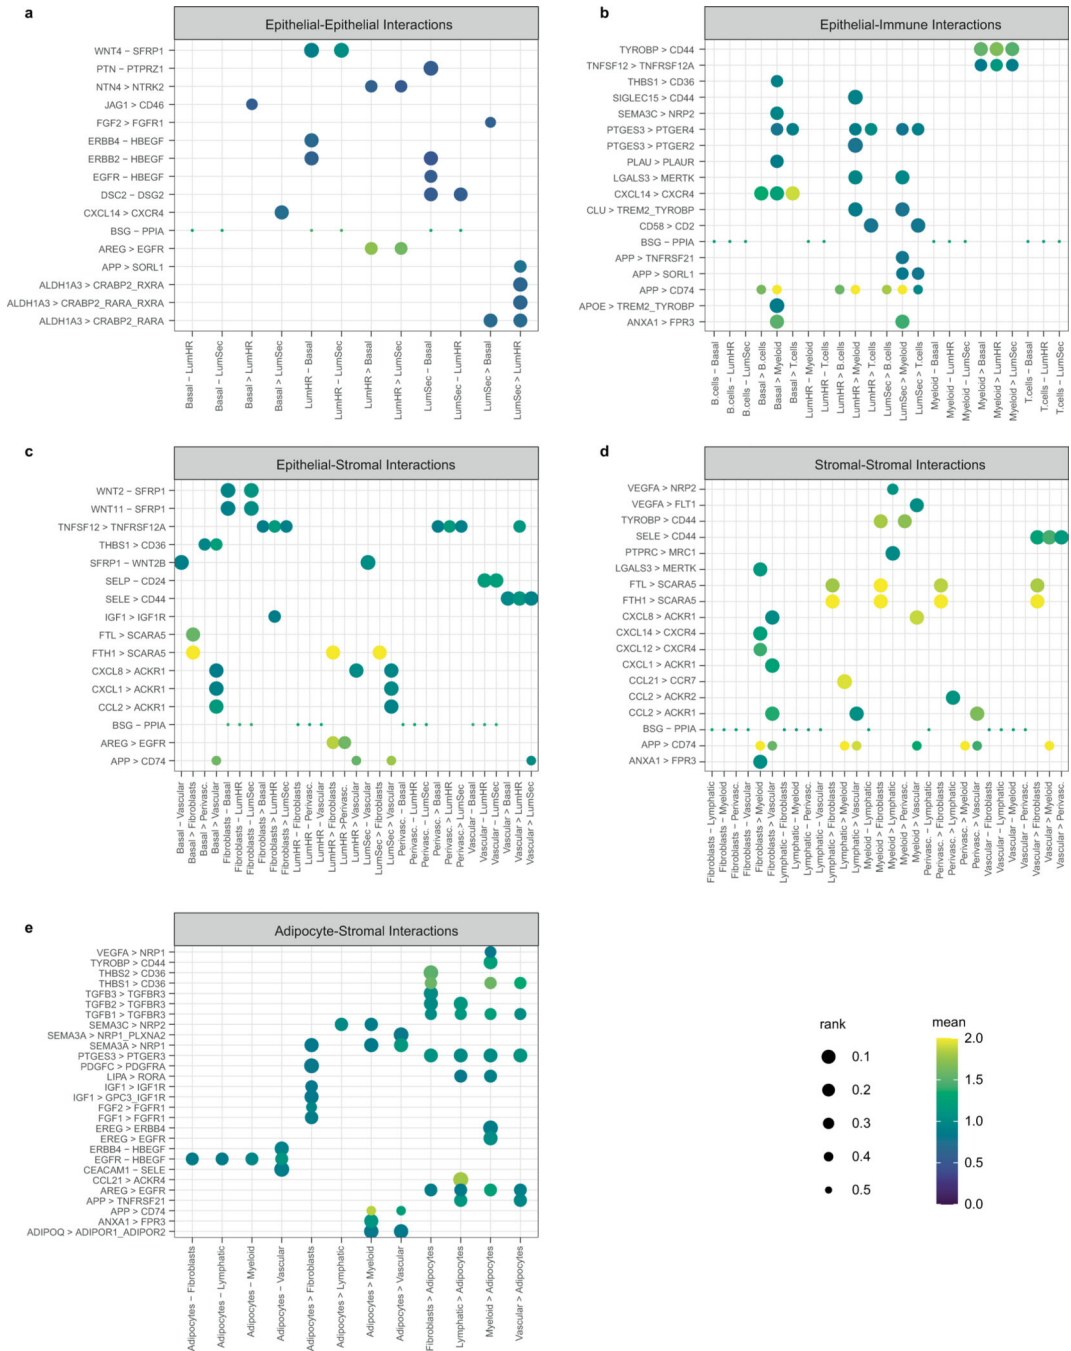 a
Epithelial-Epithelial Interactions
WNT4 – SFRP1
PTN – PTPRZ1
NTN4 > NTRK2
JAG1 > CD46
FGF2 > FGFR1
ERBB4 – HBEGF
ERBB2 – HBEGF
EGFR – HBEGF
DSC2 – DSG2
CXCL14 > CXCR4
BSG – PPIA
AREG > EGFR
APP > SORL1
ALDH1A3 > CRABP2_RXRA
ALDH1A3 > CRABP2_RARA_RXRA
ALDH1A3 > CRABP2_RARA
Basal – LumHR
Basal – LumSec
Basal > LumHR
Basal > LumSec
LumHR – Basal
LumHR – LumSec
LumHR > Basal
LumHR > LumSec
LumSec – Basal
LumSec – LumHR
LumSec > Basal
LumSec > LumHR
b
Epithelial-Immune Interactions
TYROBP > CD44
TNFSF12 > TNFRSF12A
THBS1 > CD36
SIGLEC15 > CD44
SEMA3C > NRP2
PTGES3 > PTGER4
PTGES3 > PTGER2
PLAU > PLAUR
LGALS3 > MERTK
CXCL14 > CXCR4
CLU > TREM2_TYROBP
CD58 > CD2
BSG – PPIA
APP > TNFRSF21
APP > SORL1
APP > CD74
APOE > TREM2_TYROBP
ANXA1 > FPR3
B.cells – Basal
B.cells – LumHR
B.cells – LumSec
Basal > B.cells
Basal > Myeloid
Basal > T.cells
LumHR – Myeloid
LumHR – T.cells
LumHR > B.cells
LumHR > Myeloid
LumHR > T.cells
LumSec > B.cells
LumSec > Myeloid
LumSec > T.cells
Myeloid – Basal
Myeloid – LumHR
Myeloid – LumSec
Myeloid > Basal
Myeloid > LumHR
Myeloid > LumSec
T.cells – Basal
T.cells – LumHR
T.cells – LumSec
c
Epithelial-Stromal Interactions
WNT2 – SFRP1
WNT11 – SFRP1
TNFSF12 > TNFRSF12A
THBS1 > CD36
SFRP1 – WNT2B
SELP – CD24
SELE > CD44
IGF1 > IGF1R
FTL > SCARA5
FTH1 > SCARA5
CXCL8 > ACKR1
CXCL1 > ACKR1
CCL2 > ACKR1
BSG – PPIA
AREG > EGFR
APP > CD74
Basal – Vascular
Basal > Fibroblasts
Basal > Perivasc.
Basal > Vascular
Fibroblasts – Basal
Fibroblasts – LumHR
Fibroblasts – LumSec
Fibroblasts > Basal
Fibroblasts > LumHR
Fibroblasts > LumSec
LumHR – Fibroblasts
LumHR – Perivasc.
LumHR – Vascular
LumHR > Fibroblasts
LumHR >Perivasc.
LumHR > Vascular
LumSec – Vascular
LumSec > Fibroblasts
LumSec > Vascular
Perivasc. – Basal
Perivasc. – LumHR
Perivasc. – LumSec
Perivasc. > Basal
Perivasc. > LumHR
Perivasc. > LumSec
Vascular – Basal
Vascular – LumHR
Vascular – LumSec
Vascular > Basal
Vascular > LumHR
Vascular > LumSec
d
Stromal-Stromal Interactions
VEGFA > NRP2
VEGFA > FLT1
TYROBP > CD44
SELE > CD44
PTPRC > MRC1
LGALS3 > MERTK
FTL > SCARA5
FTH1 > SCARA5
CXCL8 > ACKR1
CXCL14 > CXCR4
CXCL12 > CXCR4
CXCL1 > ACKR1
CCL21 > CCR7
CCL2 > ACKR2
CCL2 > ACKR1
BSG – PPIA
APP > CD74
ANXA1 > FPR3
Fibroblasts – Lymphatic
Fibroblasts – Myeloid
Fibroblasts – Perivasc.
Fibroblasts – Vascular
Fibroblasts > Myeloid
Fibroblasts > Vascular
Lymphatic – Fibroblasts
Lymphatic – Myeloid
Lymphatic – Perivasc.
Lymphatic – Vascular
Lymphatic > Fibroblasts
Lymphatic > Myeloid
Lymphatic > Vascular
Myeloid – Lymphatic
Myeloid > Fibroblasts
Myeloid > Lymphatic
Myeloid > Perivasc.
Myeloid > Vascular
Perivasc. – Lymphatic
Perivasc. > Fibroblasts
Perivasc. > Lymphatic
Perivasc. > Myeloid
Perivasc. > Vascular
Vascular – Fibroblasts
Vascular – Lymphatic
Vascular – Myeloid
Vascular – Perivasc.
Vascular > Fibroblasts
Vascular > Myeloid
Vascular > Perivasc.
e
Adipocyte-Stromal Interactions
VEGFA > NRP1
TYROBP > CD44
THBS2 > CD36
THBS1 > CD36
TGFB3 > TGFBR3
TGFB2 > TGFBR3
TGFB1 > TGFBR3
SEMA3C > NRP2
SEMA3A > NRP1_PLXNA2
SEMA3A > NRP1
PTGES3 > PTGER3
PDGFC > PDGFRA
LIPA > RORA
IGF1 > IGF1R
IGF1 > GPC3_IGF1R
FGF2 > FGFR1
FGF1 > FGFR1
EREG > ERBB4
EREG > EGFR
ERBB4 – HBEGF
EGFR – HBEGF
CEACAM1 – SELE
CCL21 > ACKR4
AREG > EGFR
APP > TNFRSF21
APP > CD74
ANXA1 > FPR3
ADIPOQ > ADIPOR1_ADIPOR2
Adipocytes – Fibroblasts
Adipocytes – Lymphatic
Adipocytes – Myeloid
Adipocytes – Vascular
Adipocytes > Fibroblasts
Adipocytes > Lymphatic
Adipocytes > Myeloid
Adipocytes > Vascular
Fibroblasts > Adipocytes
Lymphatic > Adipocytes
Myeloid > Adipocytes
Vascular > Adipocytes
rank
0.1
0.2
0.3
0.4
0.5
mean
2.0
1.5
1.0
0.5
0.0